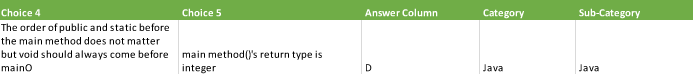 Choice 4 Choice 5 Answer Column Category Sub-Category
The order of public and static before
the main method does not matter
but void should always come before
mainO
main method()'s return type is
integer
D
Java
Java